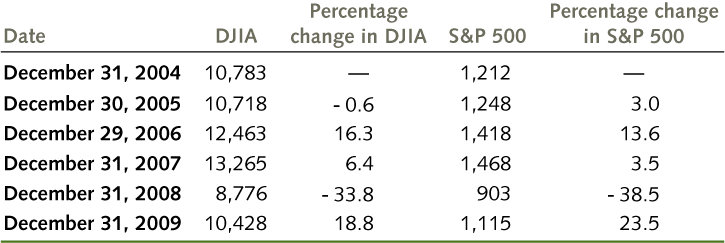 Date DJIA Percentage change in DJIA S&P 500 Percentage change in S&P 500
December 31, 2004 10,783 — 1,212 —
December 30, 2005 10,718 - 0.6 1,248 3.0
December 29, 2006 12,463 16.3 1,418 13.6
December 31, 2007 13,265 6.4 1,468 3.5
December 31, 2008 8,776 - 33.8 903 - 38.5
December 31, 2009 10,428 18.8 1,115 23.5